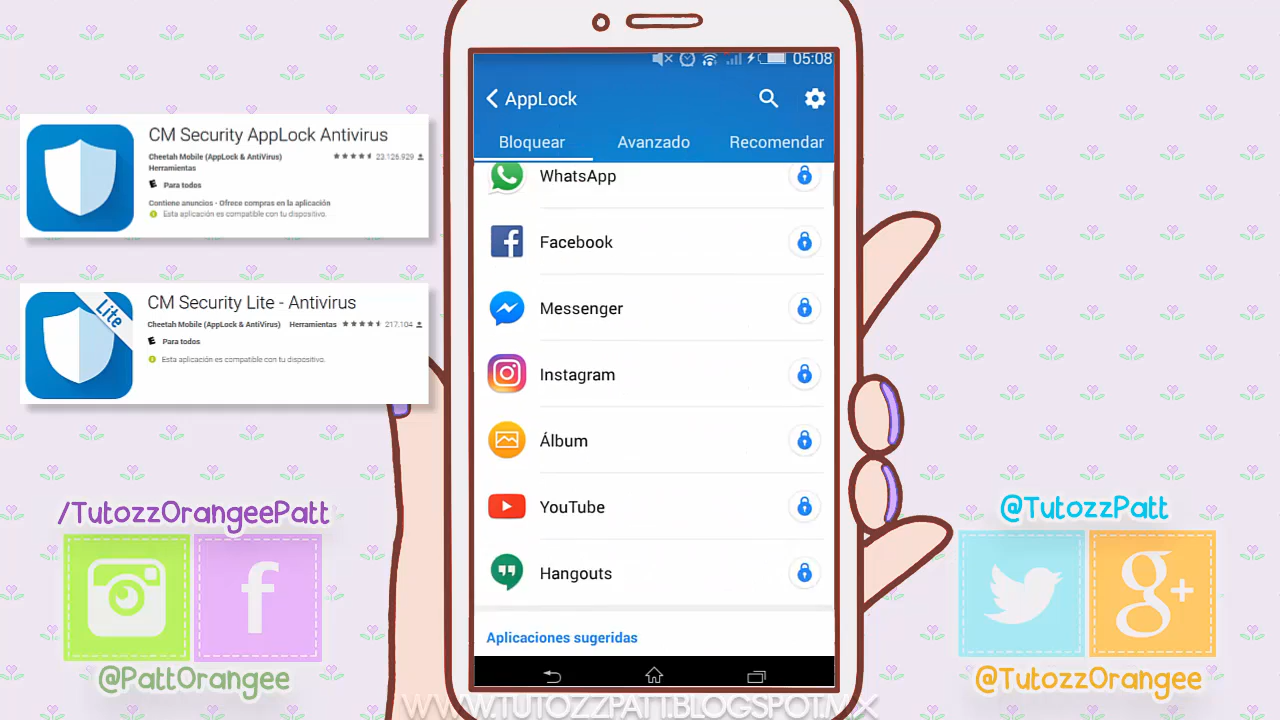 CM Security AppLock Antivirus
Cheetah Mobile (AppLock & AntiVirus)
23.126.929
Herramientas
Para todos
Contiene anuncios · Ofrece compras en la aplicación
Esta aplicación es compatible con tu dispositivo.
CM Security Lite - Antivirus
Lite
Cheetah Mobile (AppLock & AntiVirus) Herramientas
217.104
Para todos
Esta aplicación es compatible con tu dispositivo.
/TutozzOrangeePatt
f
@PattOrangee
05:08
AppLock
Bloquear Avanzado Recomendar
WhatsApp
Facebook
Messenger
Instagram
Álbum
YouTube
Hangouts
Aplicaciones sugeridas
@TutozzPatt
g+
@TutozzOrangee
WWW.TUTOZZPATT.BLOGSPOT.MX